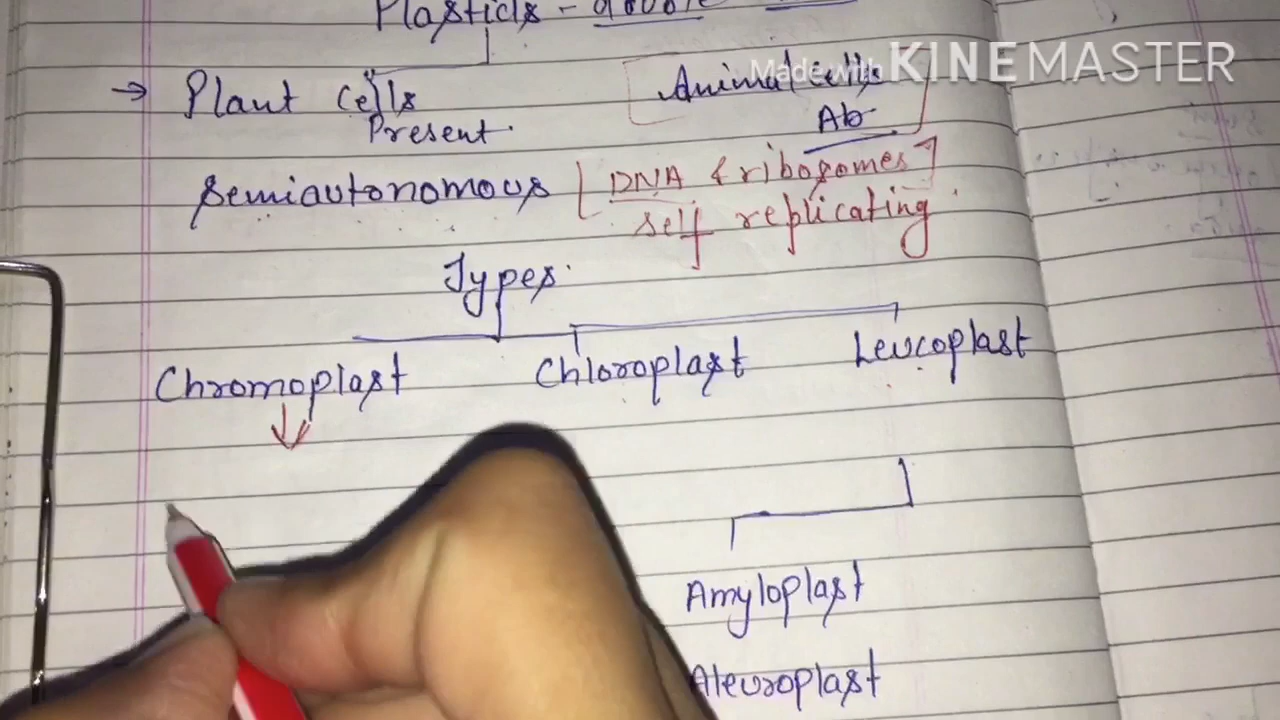 Plastids - double
→ Plant cells Animal cells
Present. Ab
Made with KINEMASTER
semiautonomous [DNA & ribosomes]
self replicating
Types
Chromoplast Chloroplast Leucoplast
Amyloplast
Aleuroplast